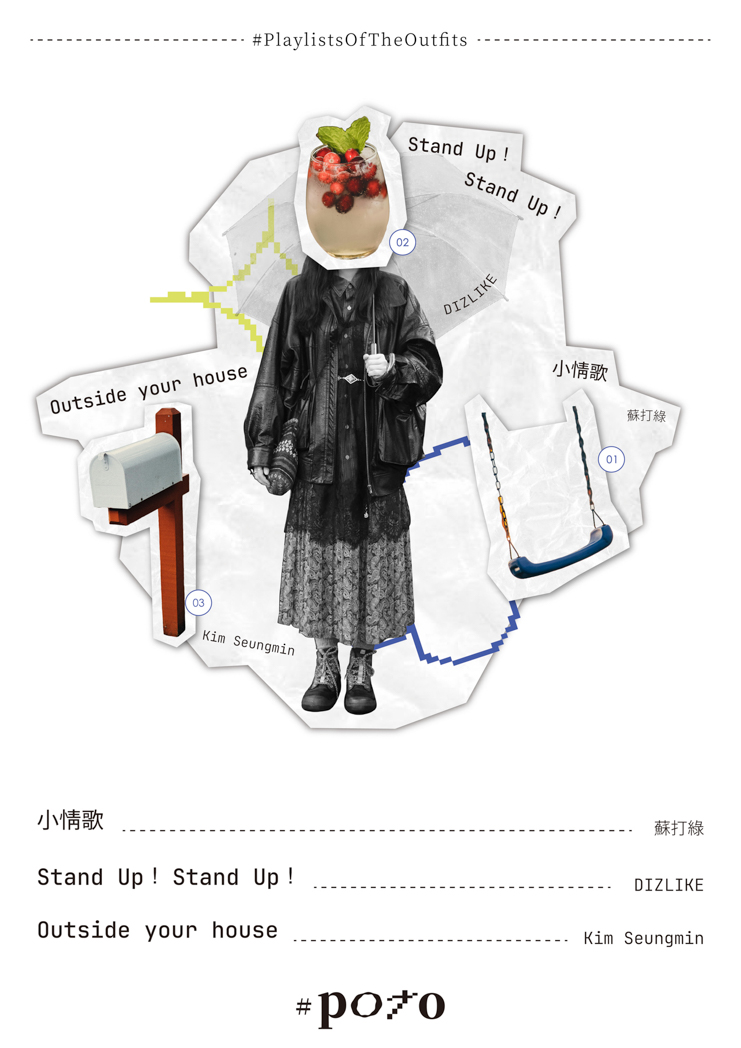 #PlaylistsOfTheOutfits
Stand Up!
Stand Up!
02
DIZLIKE
Outside your house
小情歌
蘇打綠
01
03
Kim Seungmin
小情歌 蘇打綠
Stand Up! Stand Up! DIZLIKE
Outside your house Kim Seungmin
#poto